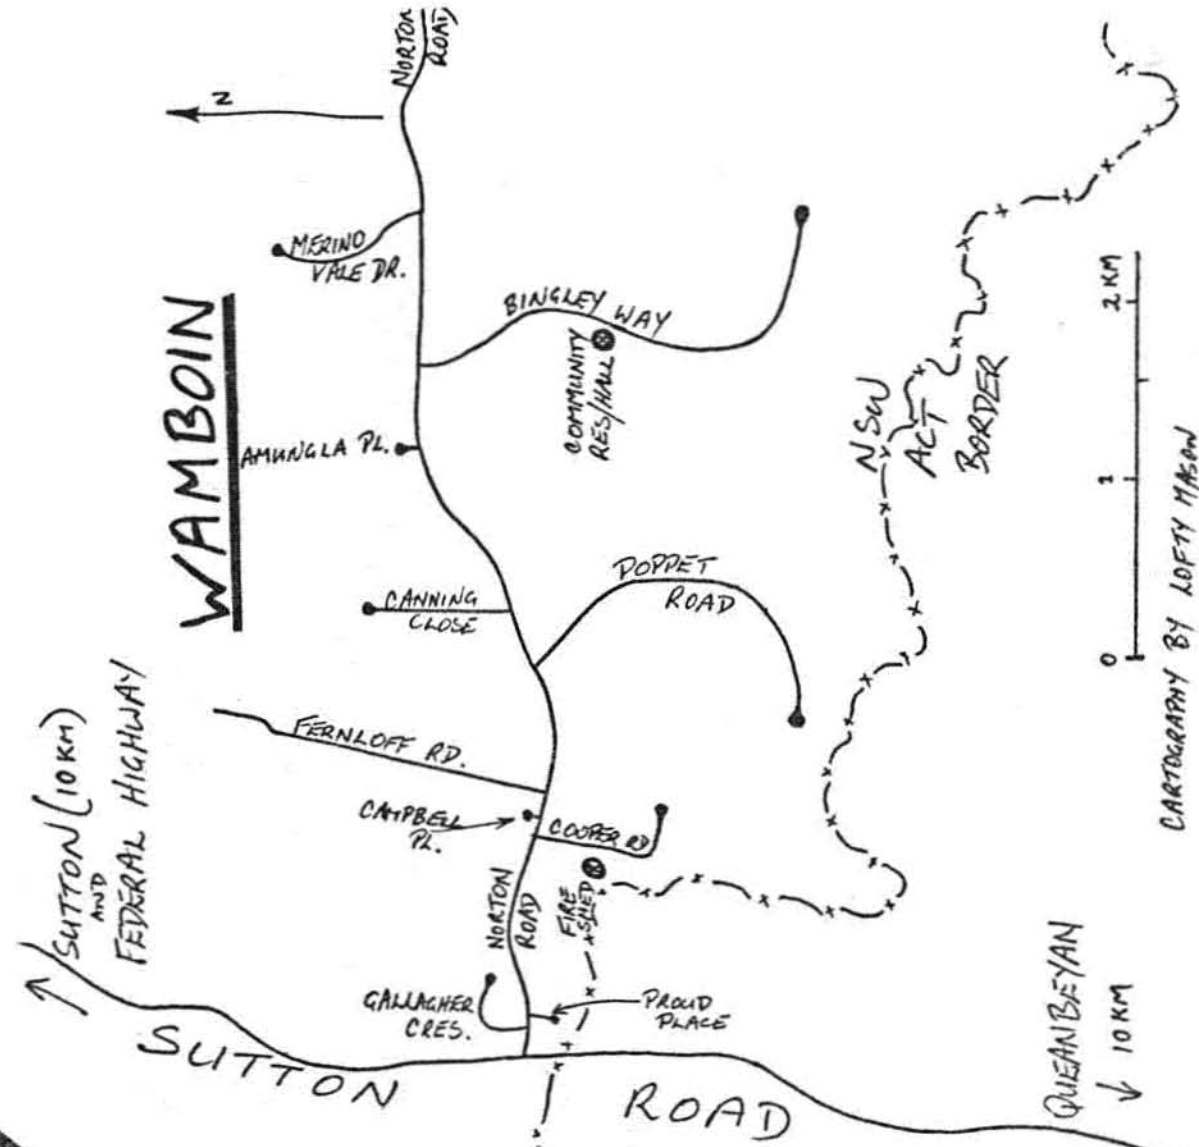 NORTON
ROAD
N
MERINO
VALE DR.
WAMBOIN
BINGLEY WAY
COMMUNITY
RES/HALL
AMUNGLA PL.
NSW
ACT
BORDER
0 1 2 KM
CARTOGRAPHY BY LOFTY MASON
CANNING
CLOSE
POPPET
ROAD
SUTTON (10 KM)
AND
FEDERAL HIGHWAY
FERNLOFF RD.
CAMPBELL
PL.
COOPER RD
NORTON
ROAD
FIRE
SHED
GALLAGHER
CRES.
PROUD
PLACE
SUTTON ROAD
QUEANBEYAN
10 KM